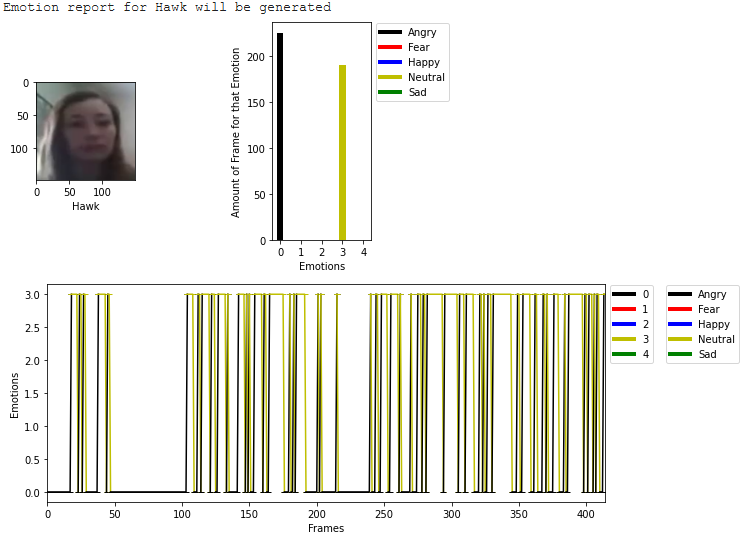 Emotion report for Hawk will be generated
0
50
100
0 50 100
Hawk
Amount of Frame for that Emotion
200
150
100
50
0
0 1 2 3 4
Emotions
Angry
Fear
Happy
Neutral
Sad
Emotions
3.0
2.5
2.0
1.5
1.0
0.5
0.0
0 50 100 150 200 250 300 350 400
Frames
0
1
2
3
4
Angry
Fear
Happy
Neutral
Sad